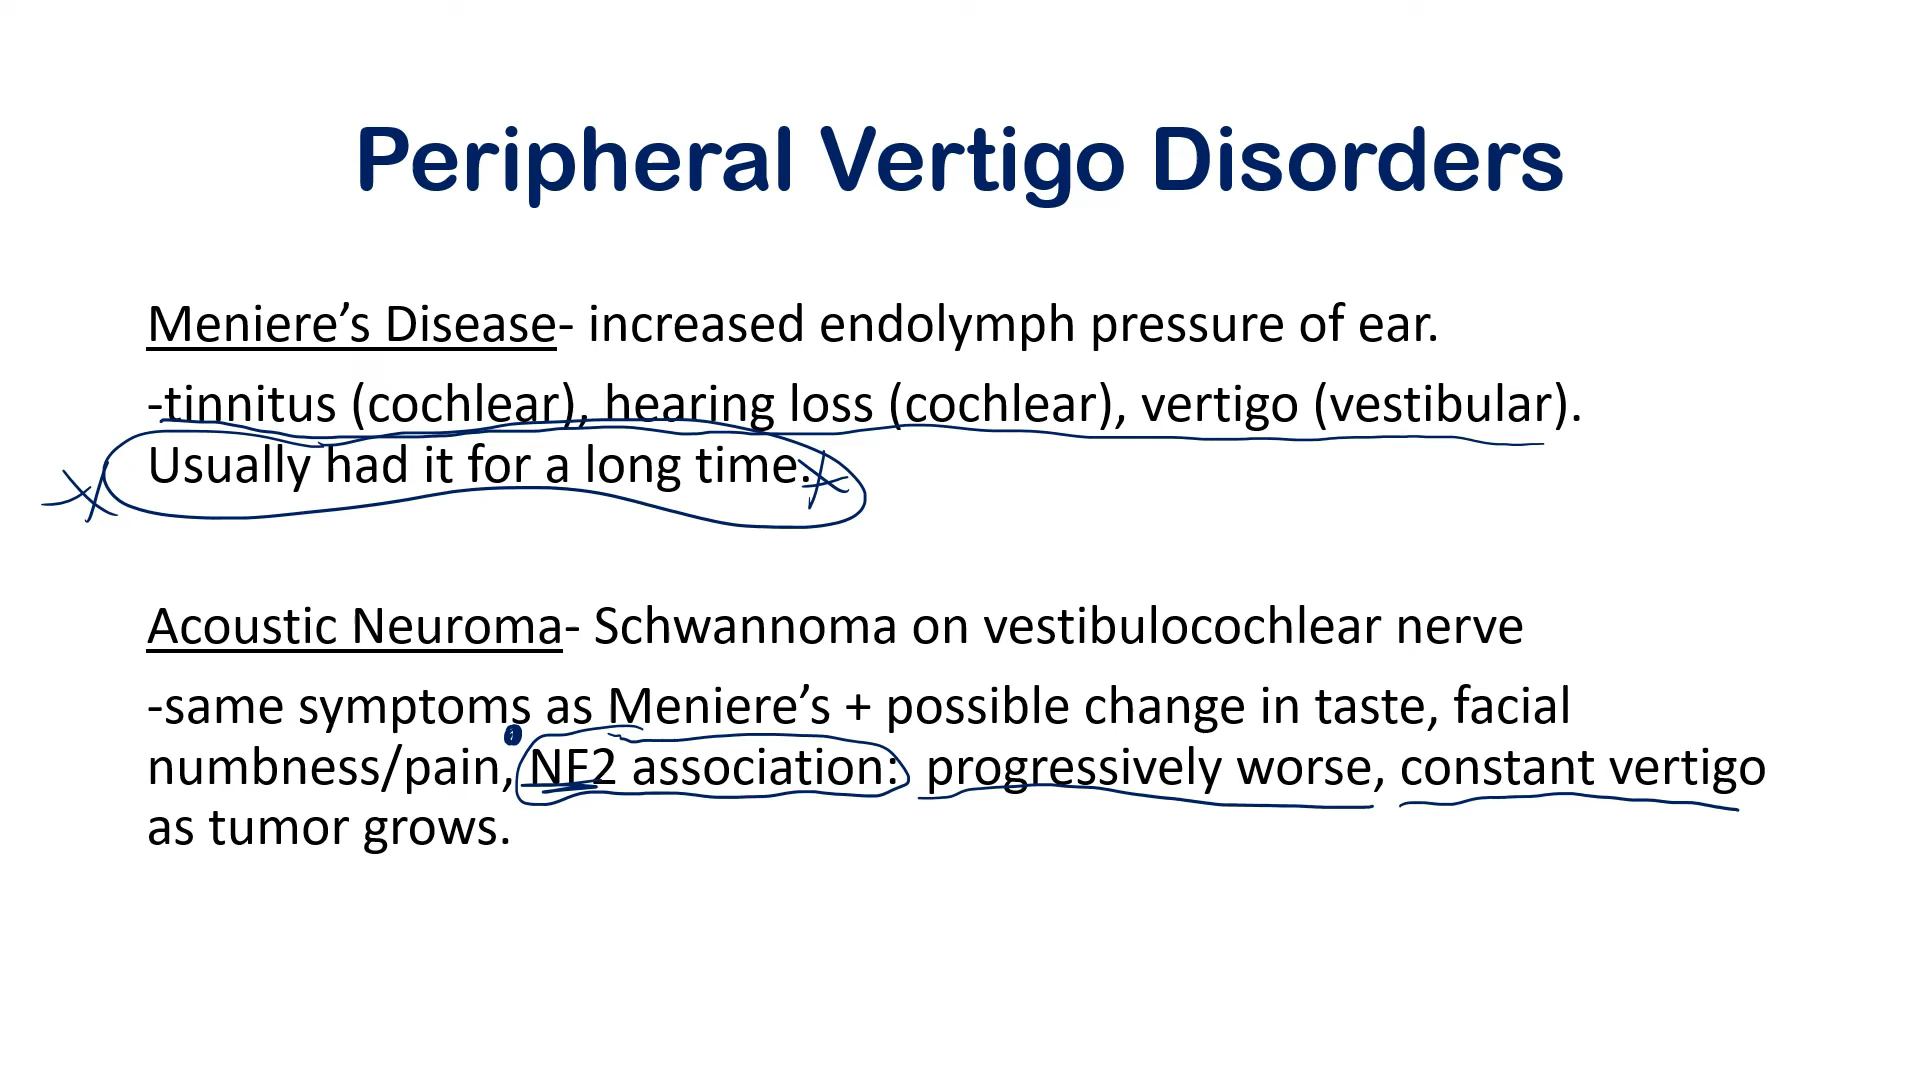 Peripheral Vertigo Disorders
Meniere’s Disease- increased endolymph pressure of ear.
-tinnitus (cochlear), hearing loss (cochlear), vertigo (vestibular).
Usually had it for a long time.
Acoustic Neuroma- Schwannoma on vestibulocochlear nerve
-same symptoms as Meniere’s + possible change in taste, facial
numbness/pain, NF2 association: progressively worse, constant vertigo
as tumor grows.